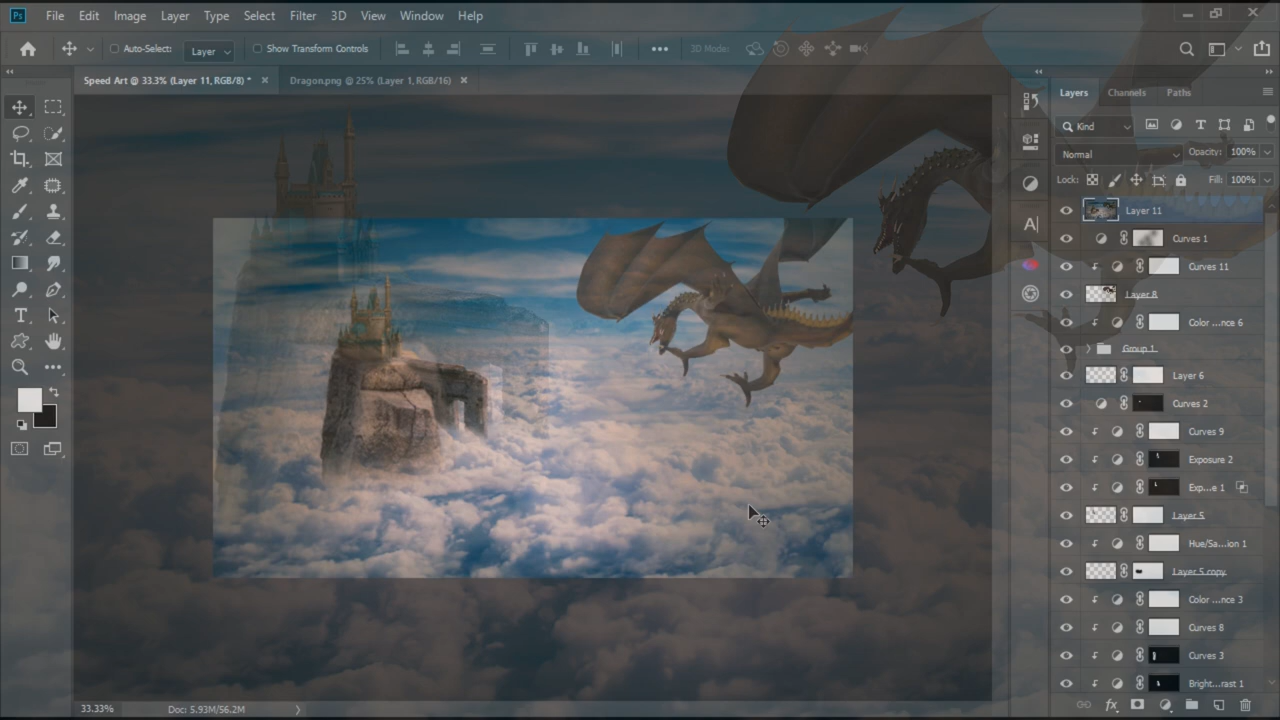 Ps File Edit Image Layer Type Select Filter 3D View Window Help
Auto-Select: Layer Show Transform Controls 3D Mode:
Speed Art @ 33.3% (Layer 11, RGB/8) * Dragon.png @ 25% (Layer 1, RGB/16)
Layers Channels Paths
Kind
Normal Opacity: 100%
Lock: Fill: 100%
Layer 11
Curves 1
Curves 11
Layer 8
Color ...nce 6
Group 1
Layer 6
Curves 2
Curves 9
Exposure 2
Exp...e 1
Layer 5
Hue/Sa...ion 1
Layer 5 copy
Color ...nce 3
Curves 8
Curves 3
Bright...rast 1
33.33% Doc: 5.93M/56.2M